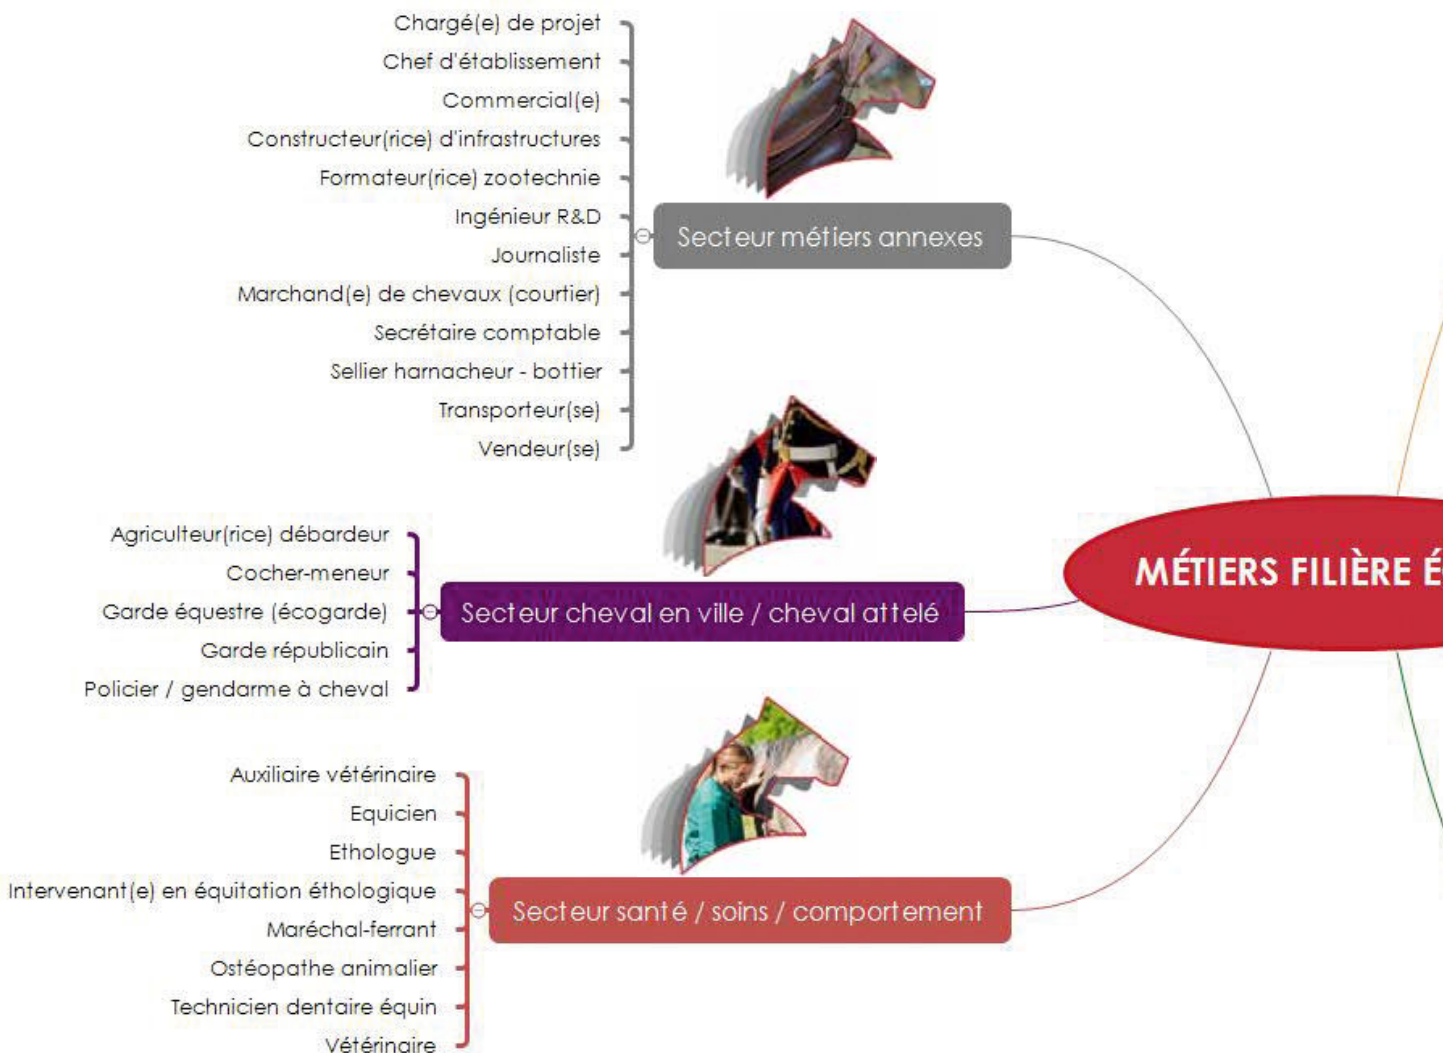 Chargé(e) de projet
Chef d'établissement
Commercial(e)
Constructeur(rice) d'infrastructures
Formateur(rice) zootechnie
Ingénieur R&D
Journaliste
Marchand(e) de chevaux (courtier)
Secrétaire comptable
Sellier harnacheur - bottier
Transporteur(se)
Vendeur(se)
Secteur métiers annexes
Agriculteur(rice) débardeur
Cocher-meneur
Garde équestre (écogarde)
Garde républicain
Policier / gendarme à cheval
Secteur cheval en ville / cheval attelé
MÉTIERS FILIÈRE
Auxiliaire vétérinaire
Equicien
Ethologue
Intervenant(e) en équitation éthologique
Maréchal-ferrant
Ostéopathe animalier
Technicien dentaire équin
Vétérinaire
Secteur santé / soins / comportement